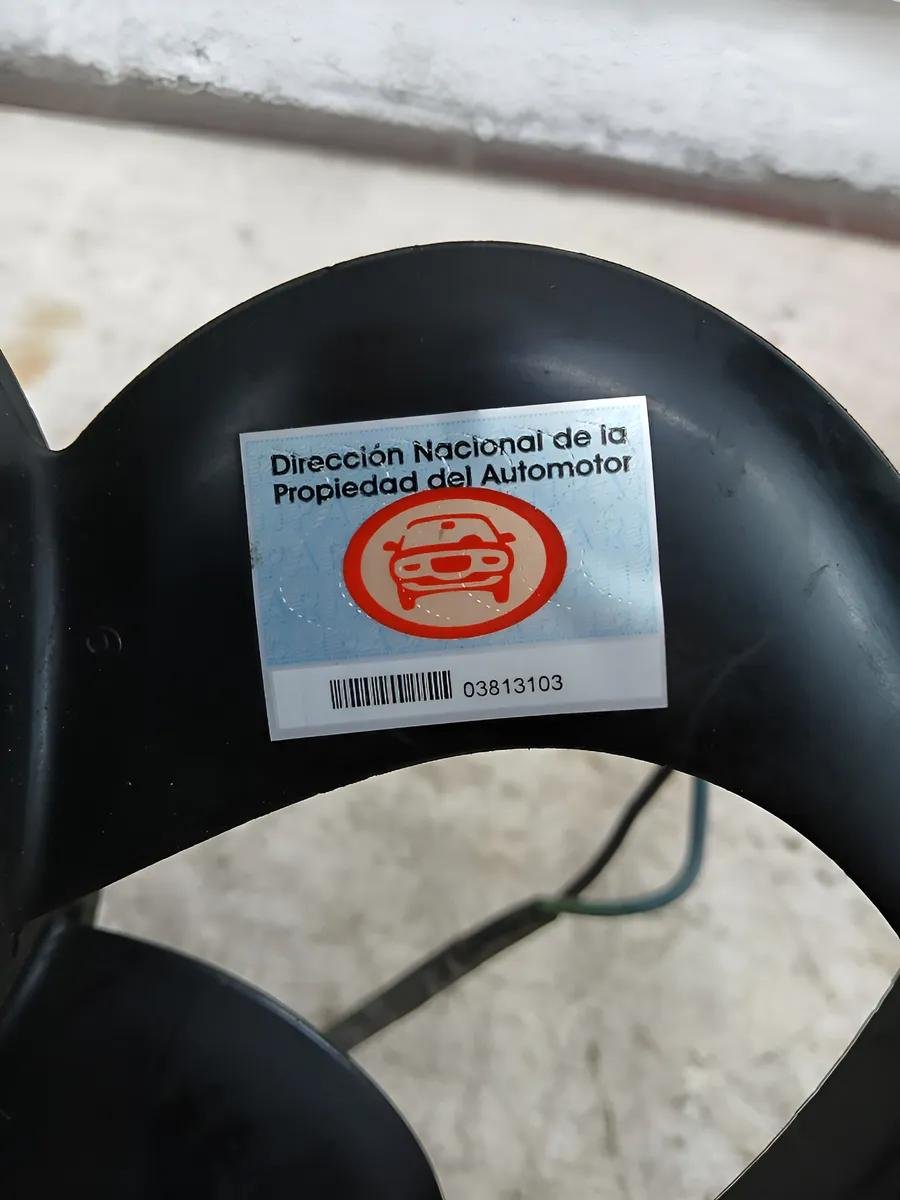 Dirección Nacional de la
Propiedad del Automotor
03813103